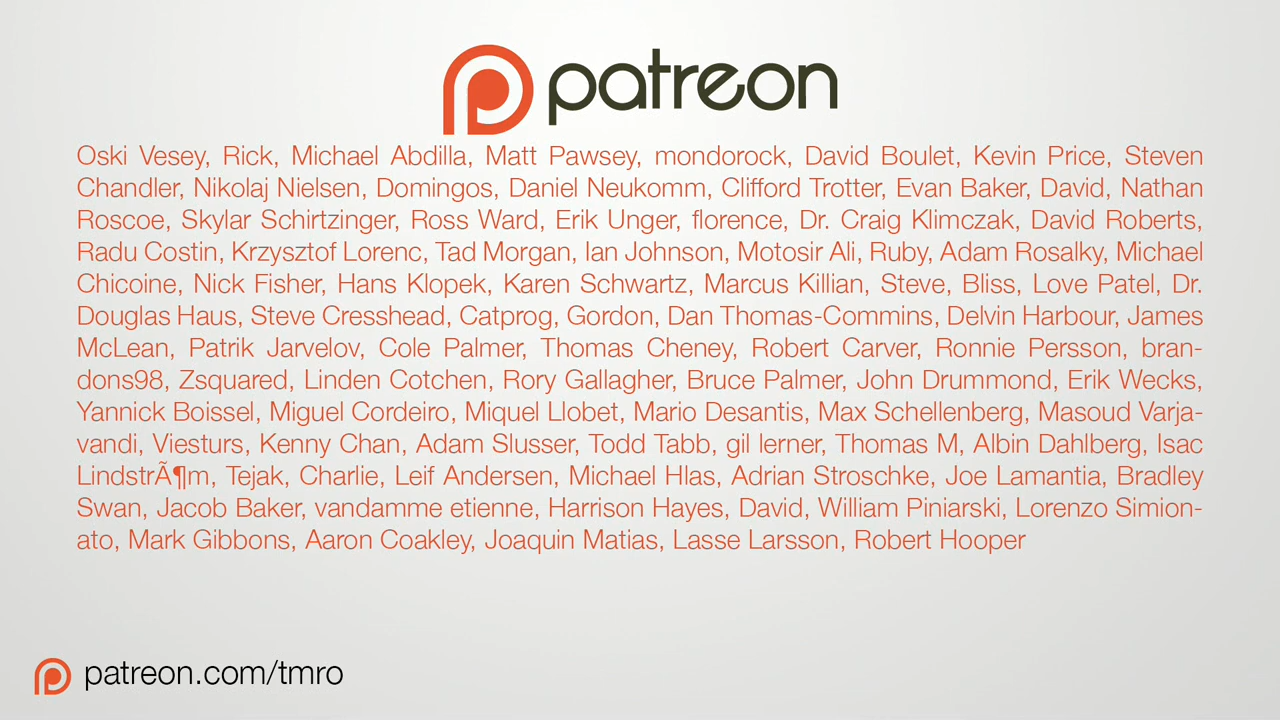 patreon
Oski Vesey, Rick, Michael Abdilla, Matt Pawsey, mondorock, David Boulet, Kevin Price, Steven
Chandler, Nikolaj Nielsen, Domingos, Daniel Neukomm, Clifford Trotter, Evan Baker, David, Nathan
Roscoe, Skylar Schirtzinger, Ross Ward, Erik Unger, florence, Dr. Craig Klimczak, David Roberts,
Radu Costin, Krzysztof Lorenc, Tad Morgan, Ian Johnson, Motosir Ali, Ruby, Adam Rosalky, Michael
Chicoine, Nick Fisher, Hans Klopek, Karen Schwartz, Marcus Killian, Steve, Bliss, Love Patel, Dr.
Douglas Haus, Steve Cresshead, Catprog, Gordon, Dan Thomas-Commins, Delvin Harbour, James
McLean, Patrik Jarvelov, Cole Palmer, Thomas Cheney, Robert Carver, Ronnie Persson, bran-
dons98, Zsquared, Linden Cotchen, Rory Gallagher, Bruce Palmer, John Drummond, Erik Wecks,
Yannick Boissel, Miguel Cordeiro, Miquel Llobet, Mario Desantis, Max Schellenberg, Masoud Varja-
vandi, Viesturs, Kenny Chan, Adam Slusser, Todd Tabb, gil lerner, Thomas M, Albin Dahlberg, Isac
LindstrÃ¶m, Tejak, Charlie, Leif Andersen, Michael Hlas, Adrian Stroschke, Joe Lamantia, Bradley
Swan, Jacob Baker, vandamme etienne, Harrison Hayes, David, William Piniarski, Lorenzo Simion-
ato, Mark Gibbons, Aaron Coakley, Joaquin Matias, Lasse Larsson, Robert Hooper
patreon.com/tmro